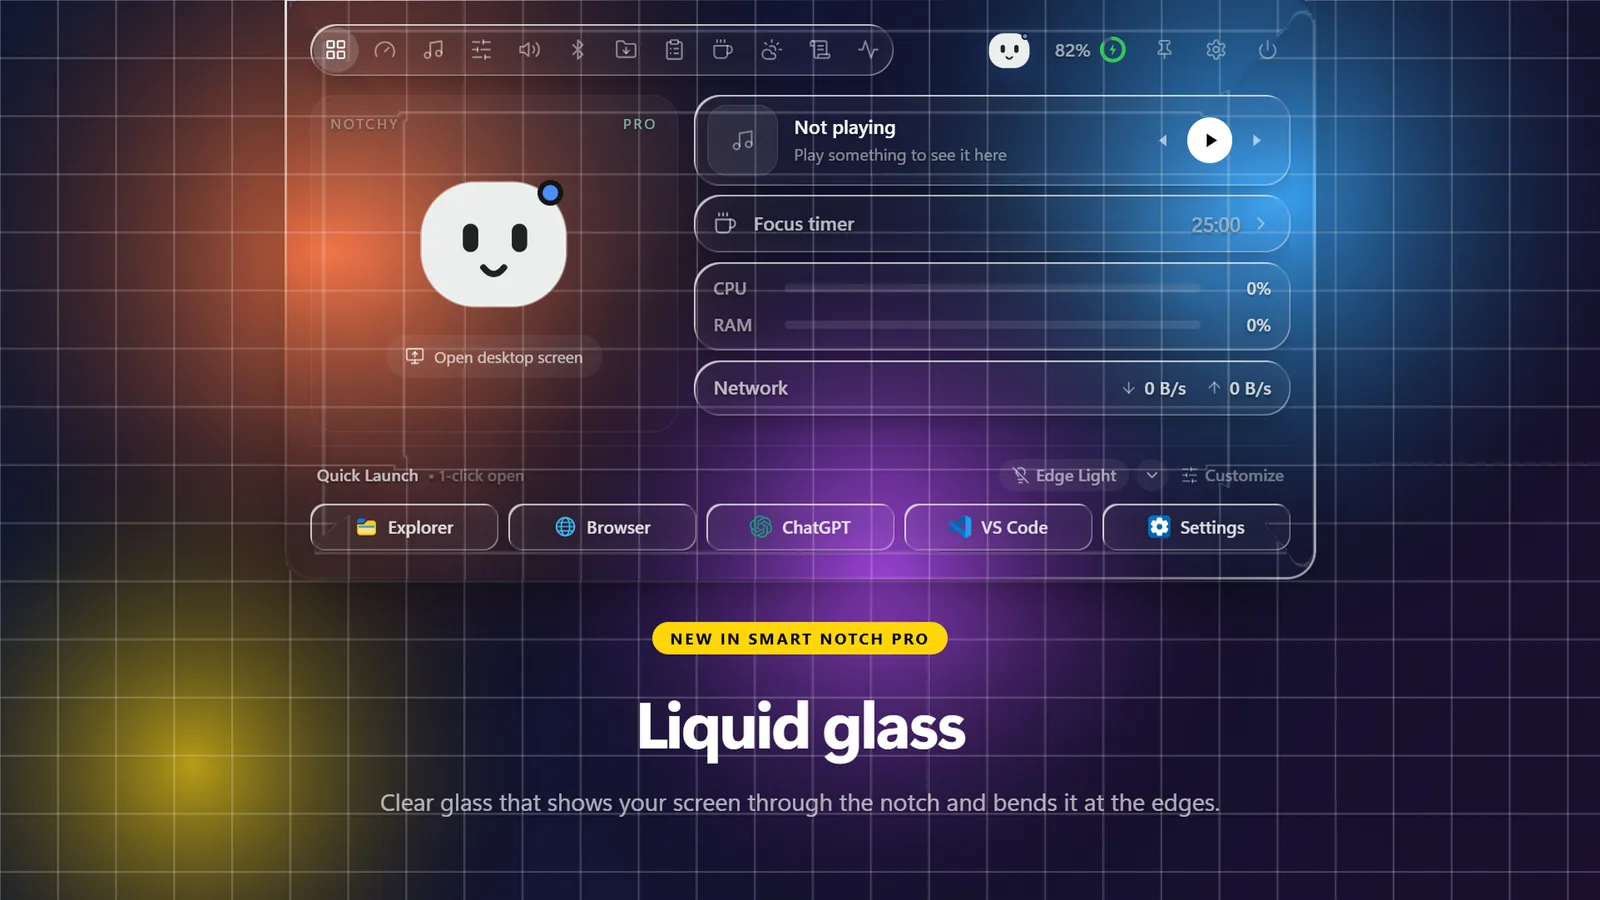 82%
NOTCHY
PRO
Open desktop screen
Not playing
Play something to see it here
Focus timer
25:00
CPU
0%
RAM
0%
Network
↓ 0 B/s ↑ 0 B/s
Quick Launch • 1-click open
Edge Light
Customize
Explorer
Browser
ChatGPT
VS Code
Settings
NEW IN SMART NOTCH PRO
Liquid glass
Clear glass that shows your screen through the notch and bends it at the edges.